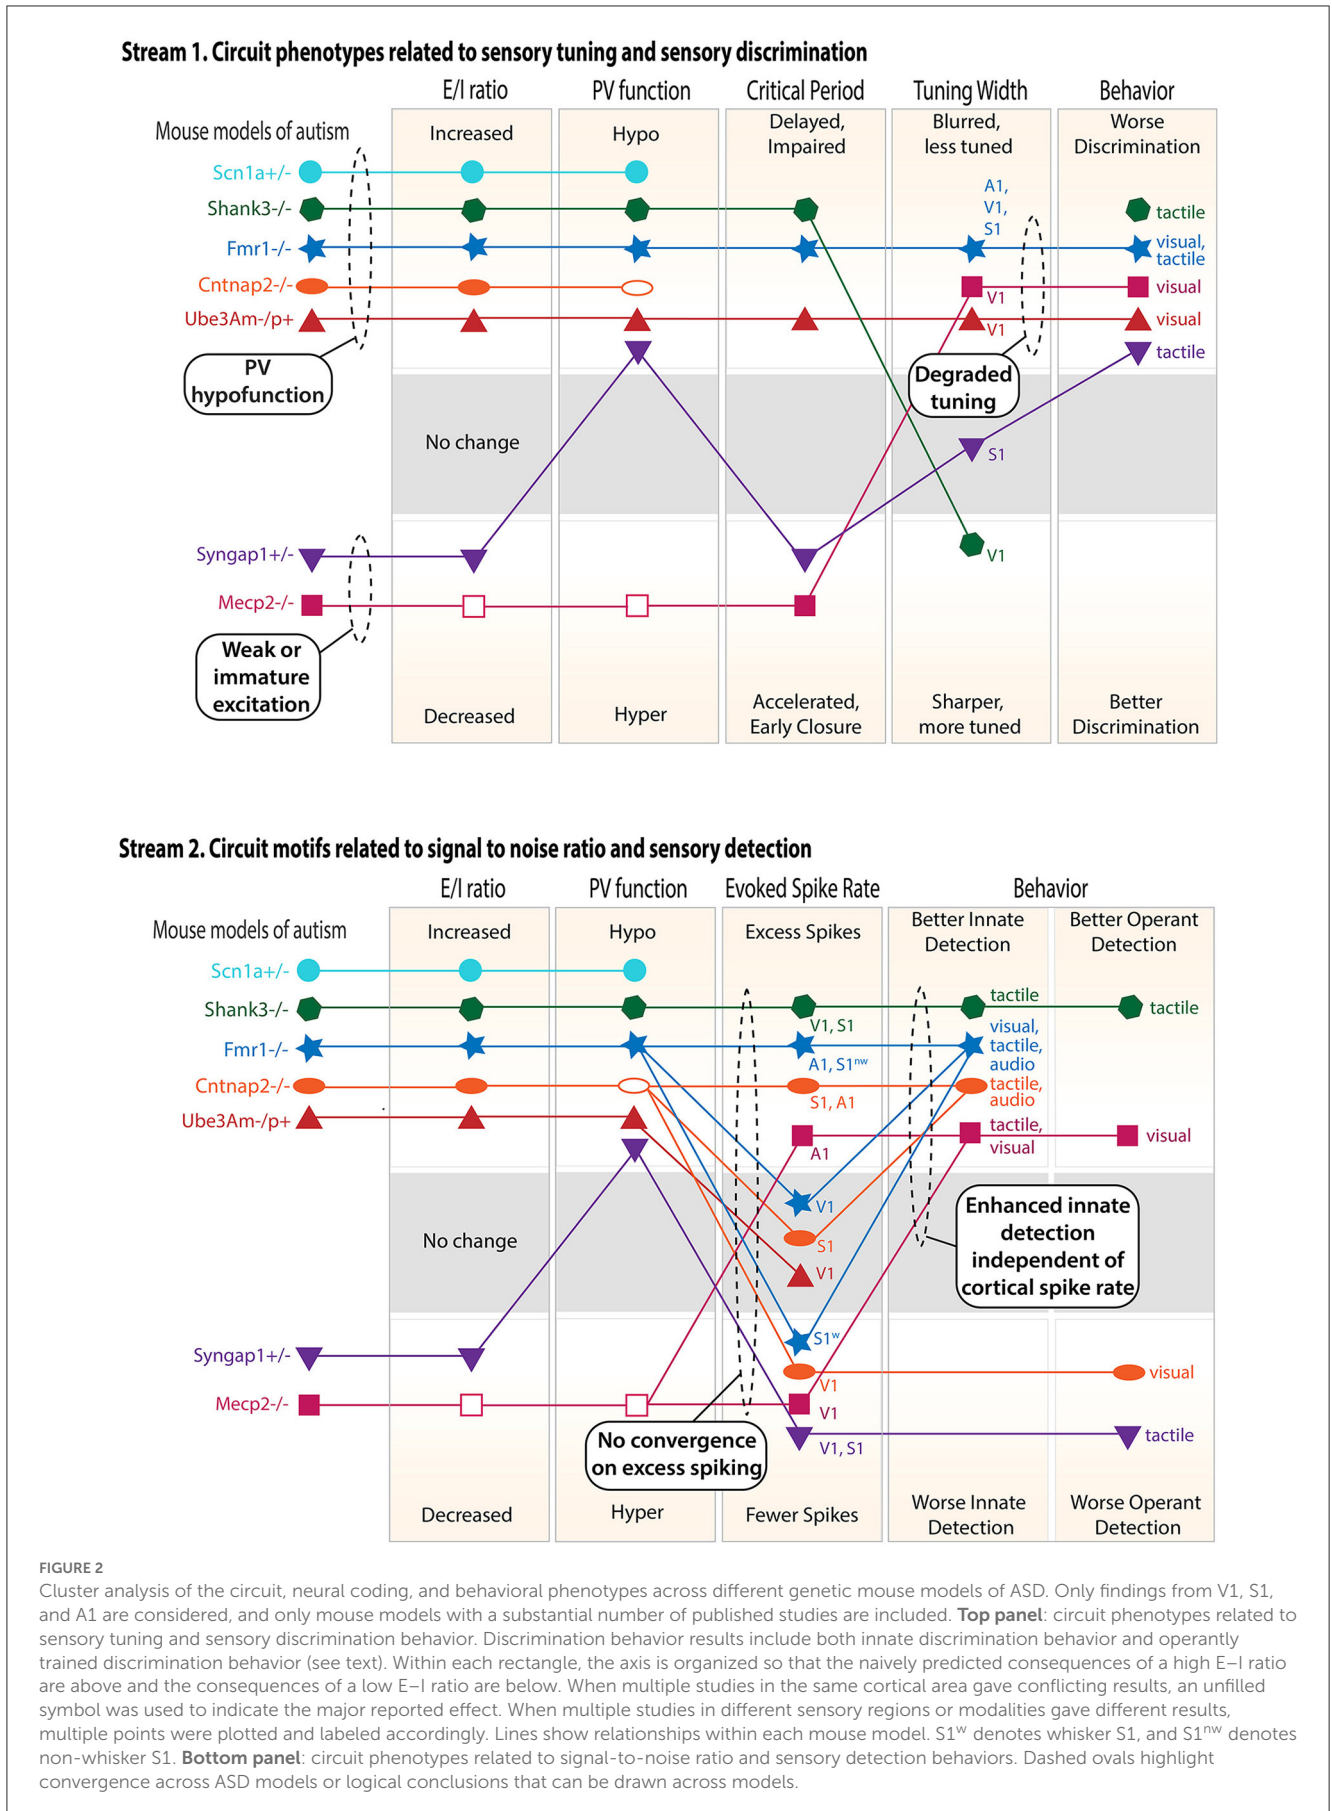 Stream 1. Circuit phenotypes related to sensory tuning and sensory discrimination
E/I ratio
PV function
Critical Period
Tuning Width
Behavior
Mouse models of autism
Increased
Hypo
Delayed,
Impaired
Blurred,
less tuned
Worse
Discrimination
Scn1a+/-
Shank3-/-
Fmr1-/-
Cntnap2-/-
Ube3Am-/p+
A1,
V1,
S1
tactile
visual,
tactile
V1
visual
V1
visual
tactile
PV
hypofunction
Degraded
tuning
No change
S1
Syngap1+/-
V1
Mecp2-/-
Weak or
immature
excitation
Decreased
Hyper
Accelerated,
Early Closure
Sharper,
more tuned
Better
Discrimination
Stream 2. Circuit motifs related to signal to noise ratio and sensory detection
E/I ratio
PV function
Evoked Spike Rate
Behavior
Mouse models of autism
Increased
Hypo
Excess Spikes
Better Innate
Detection
Better Operant
Detection
Scn1a+/-
Shank3-/-
Fmr1-/-
Cntnap2-/-
Ube3Am-/p+
V1, S1
tactile
tactile
A1, S1ⁿʷ
visual,
tactile,
audio
S1, A1
tactile,
audio
A1
tactile,
visual
visual
V1
S1
V1
No change
Enhanced innate
detection
independent of
cortical spike rate
Syngap1+/-
Mecp2-/-
S1ʷ
V1
visual
V1
V1, S1
tactile
No convergence
on excess spiking
Decreased
Hyper
Fewer Spikes
Worse Innate
Detection
Worse Operant
Detection
FIGURE 2
Cluster analysis of the circuit, neural coding, and behavioral phenotypes across different genetic mouse models of ASD. Only findings from V1, S1,
and A1 are considered, and only mouse models with a substantial number of published studies are included. Top panel: circuit phenotypes related to
sensory tuning and sensory discrimination behavior. Discrimination behavior results include both innate discrimination behavior and operantly
trained discrimination behavior (see text). Within each rectangle, the axis is organized so that the naively predicted consequences of a high E–I ratio
are above and the consequences of a low E–I ratio are below. When multiple studies in the same cortical area gave conflicting results, an unfilled
symbol was used to indicate the major reported effect. When multiple studies in different sensory regions or modalities gave different results,
multiple points were plotted and labeled accordingly. Lines show relationships within each mouse model. S1ʷ denotes whisker S1, and S1ⁿʷ denotes
non-whisker S1. Bottom panel: circuit phenotypes related to signal-to-noise ratio and sensory detection behaviors. Dashed ovals highlight
convergence across ASD models or logical conclusions that can be drawn across models.